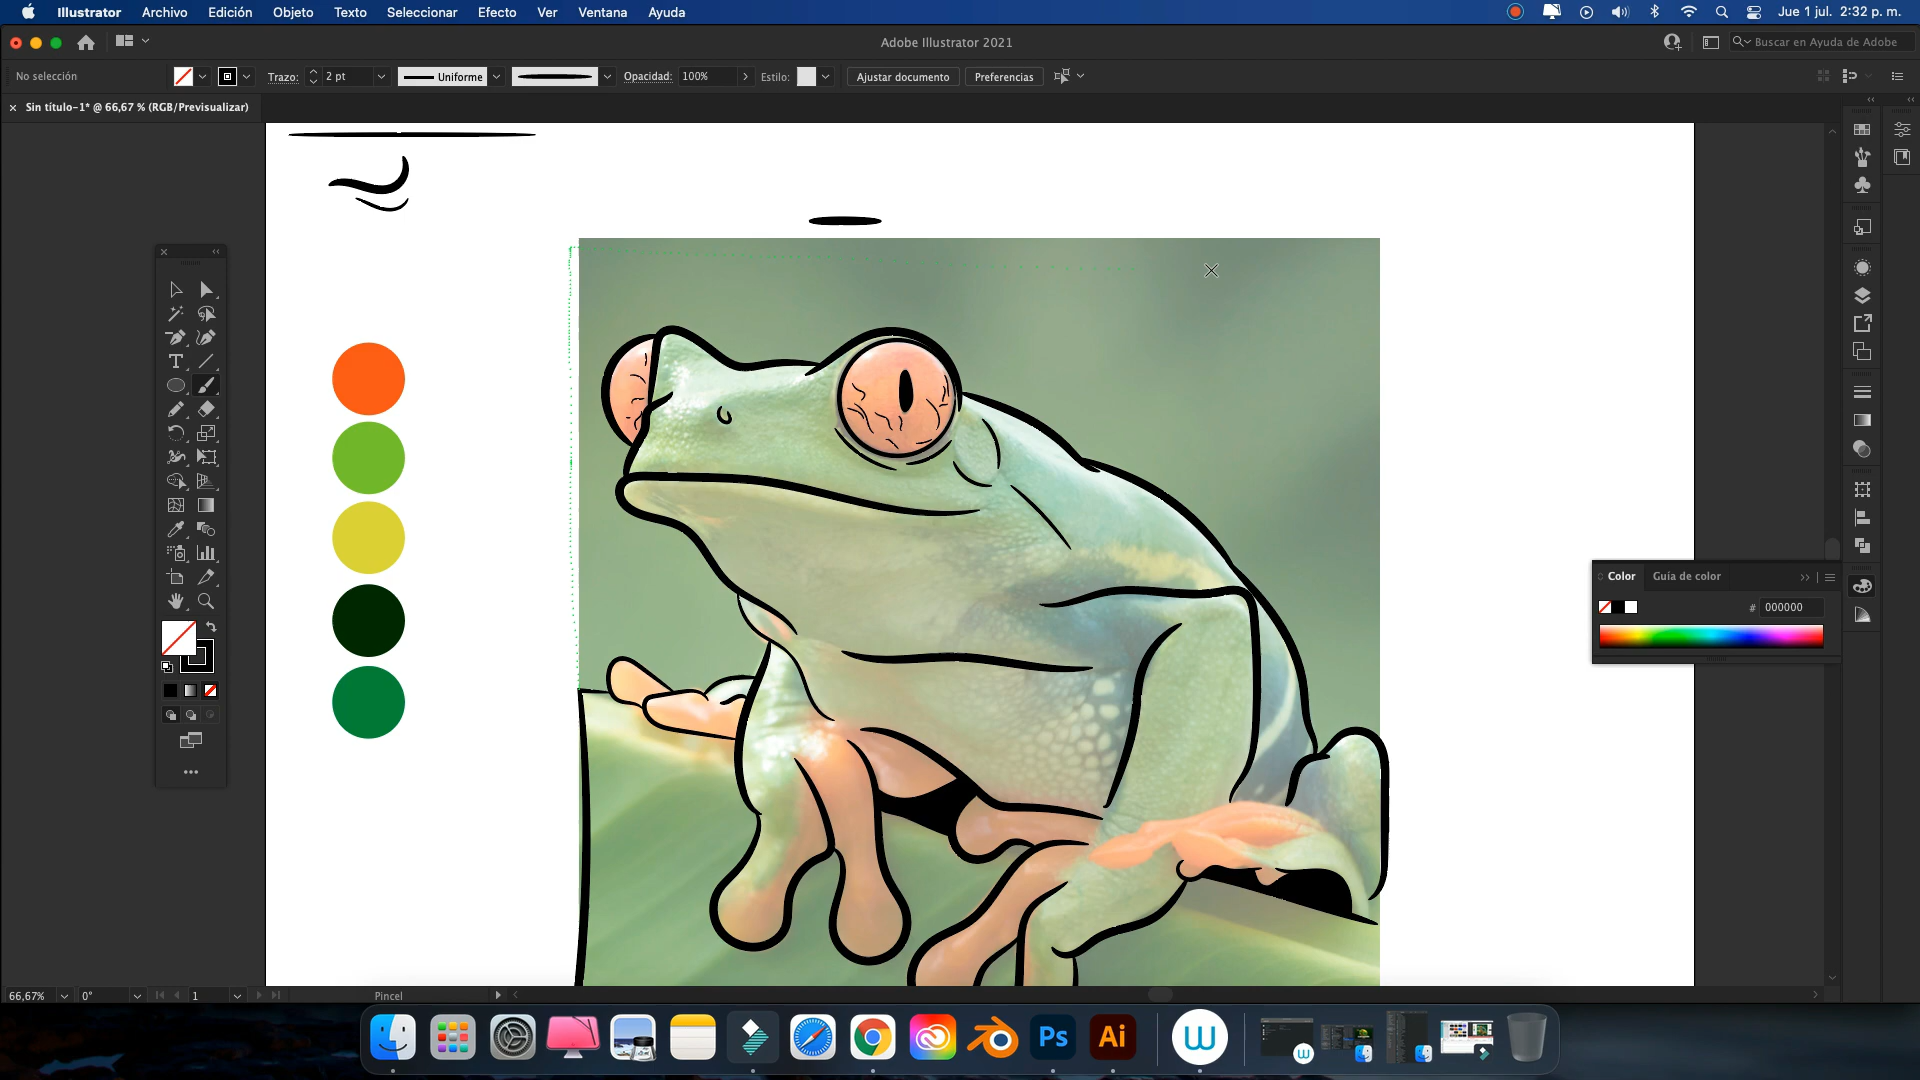 Illustrator Archivo Edición Objeto Texto Seleccionar Efecto Ver Ventana Ayuda Jue 1 jul. 2:32 p. m.
Adobe Illustrator 2021 Buscar en Ayuda de Adobe
No selección Trazo: 2 pt Uniforme Opacidad: 100% Estilo: Ajustar documento Preferencias
Sin título-1* @ 66,67 % (RGB/Previsualizar)
T
Color Guía de color
# 000000
66,67% 0° 1 Pincel
Ps Ai